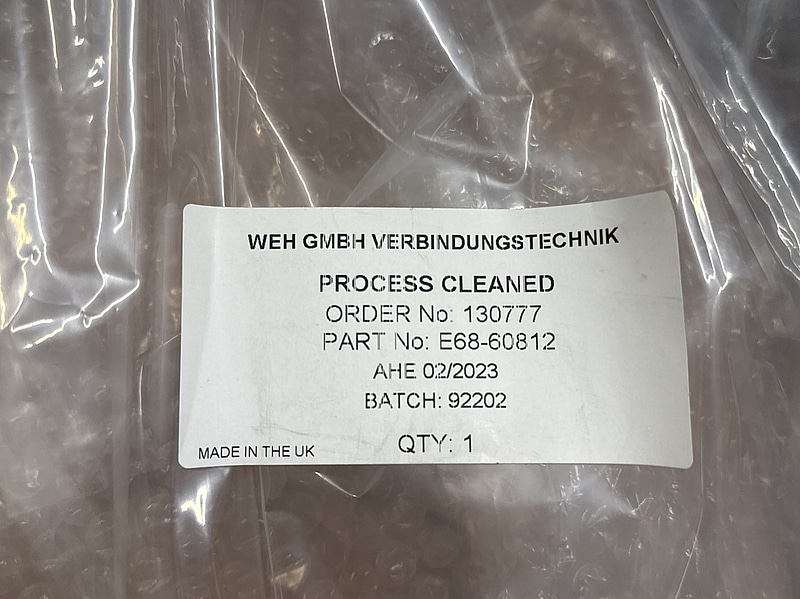 WEH GMBH VERBINDUNGSTECHNIK
PROCESS CLEANED
ORDER No: 130777
PART No: E68-60812
AHE 02/2023
BATCH: 92202
QTY: 1
MADE IN THE UK